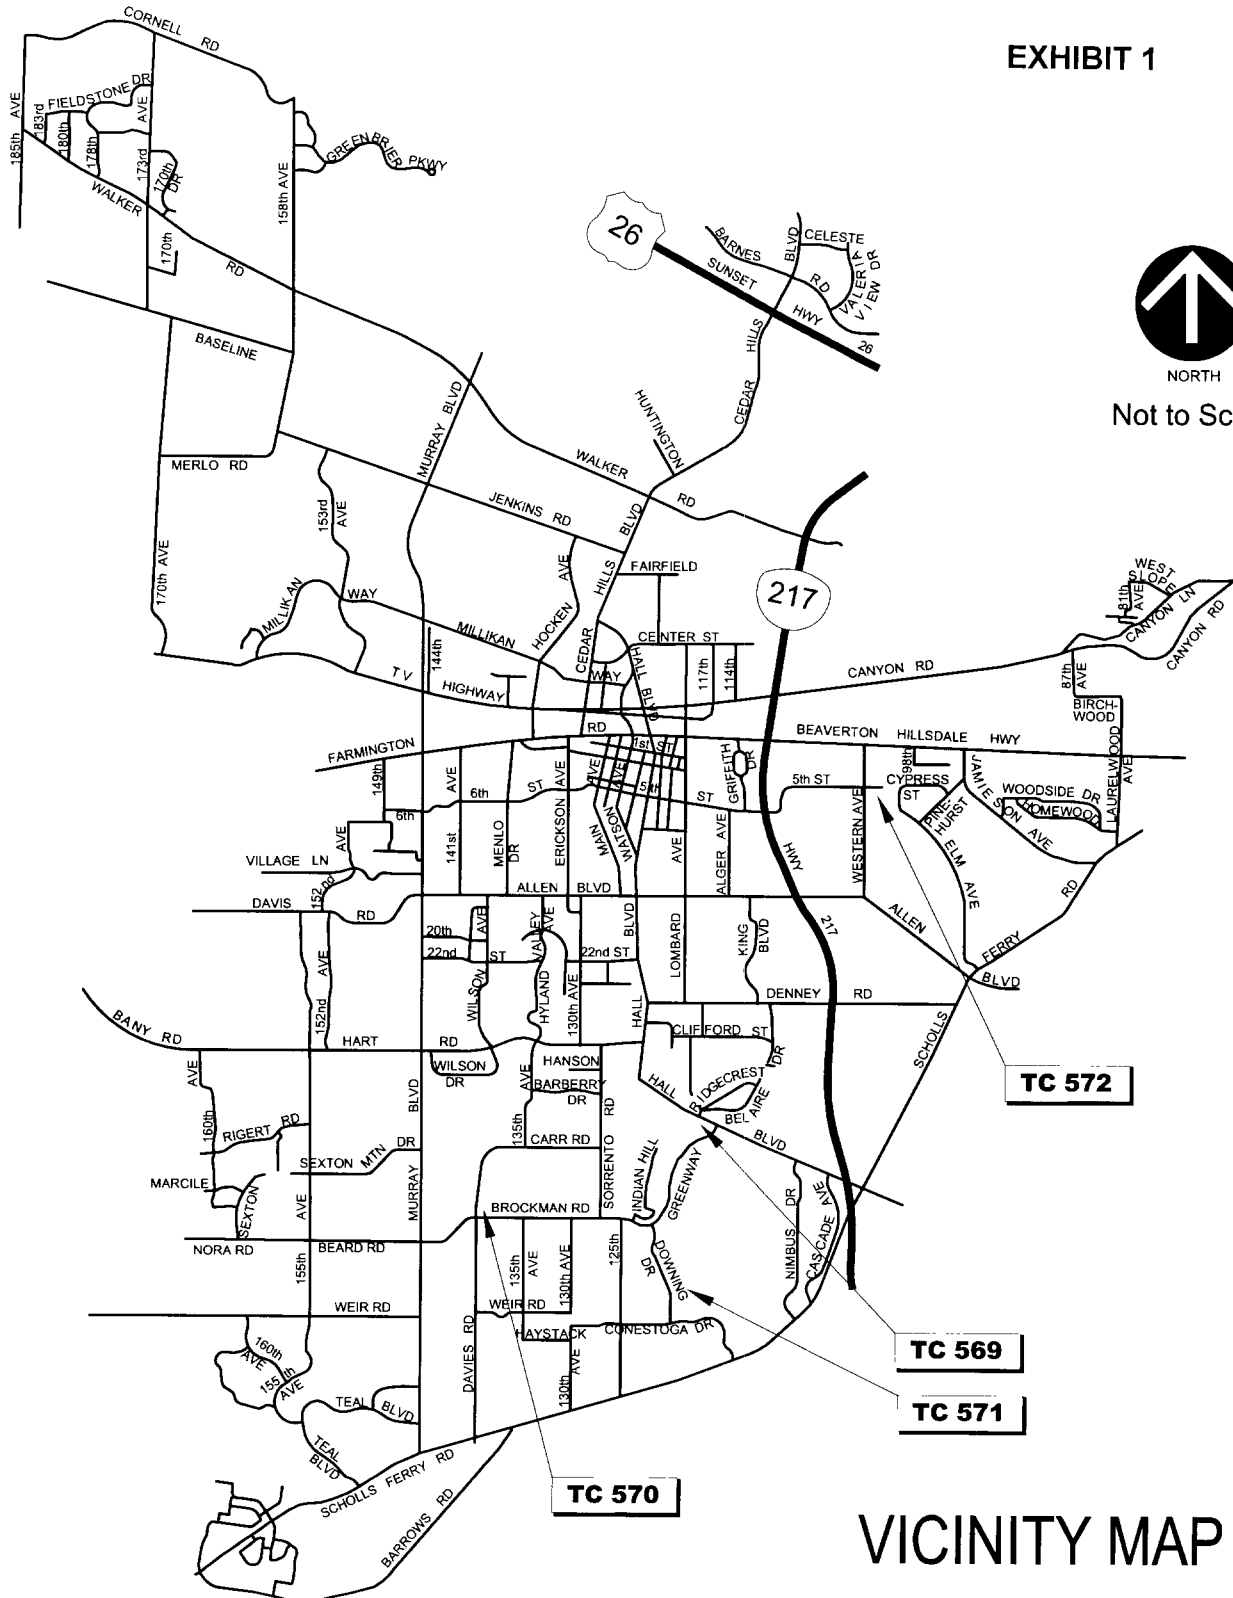 EXHIBIT 1
CORNELL RD
FIELDSTONE DR
185th AVE
183rd
180th
178th
173rd AVE
170th DR
WALKER
170th
RD
158th AVE
GREENBRIER PKWY
26
BARNES RD
BLVD
CELESTE
VALERIA VIEW DR
SUNSET HWY 26
HILLS
CEDAR
NORTH
Not to Sc
BASELINE
MURRAY BLVD
HUNTINGTON
MERLO RD
WALKER RD
JENKINS RD
BLVD
153rd AVE
170th AVE
FAIRFIELD
HILLS
HOCKEN AVE
217
WEST SLOPE
81th AVE
CANYON LN
CANYON RD
MILLIKAN WAY
MILLIKAN
CEDAR
CENTER ST
144th
WAY
HALL BLVD
117th
114th
CANYON RD
87th AVE
TV HIGHWAY
BIRCH-
WOOD
FARMINGTON RD
1st ST
BEAVERTON HILLSDALE HWY
149th
AVE
6th ST
AVE
AVE
5th ST
GRIFFITH DR
5th ST
98th
CYPRESS ST
JAMIESON AVE
WOODSIDE DR
HOMEWOOD
LAURELWOOD AVE
PINE-
HURST
6th
AVE
141st
MENLO DR
ERICKSON
MAIN
WATSON
AVE
ALGER AVE
HWY
WESTERN AVE
ELM AVE
VILLAGE LN
152nd
ALLEN BLVD
DAVIS RD
ALLEN
BLVD
FERRY RD
20th
22nd ST
AVE
WILSON
VALLEY AVE
HYLAND
22nd ST
130th AVE
BLVD
HALL
LOMBARD
KING BLVD
217
DENNEY RD
AVE
152nd
BANY RD
HART RD
CLIFFORD ST
SCHOLLS
TC 572
WILSON DR
HANSON
BARBERRY DR
AVE
135th
HALL
BLVD
RIDGECREST
DR
BEL AIRE
160th AVE
RIGERT RD
BLVD
MURRAY
CARR RD
RD
SORRENTO
SEXTON MTN DR
MARCILE
SEXTON
INDIAN HILL
GREENWAY
NIMBUS DR
CASCADE AVE
BROCKMAN RD
NORA RD
BEARD RD
AVE
155th
135th AVE
130th AVE
125th
DOWNING DR
WEIR RD
WEIR RD
HAYSTACK
CONESTOGA DR
TC 569
160th AVE
155th AVE
DAVIES RD
130th AVE
TC 571
TEAL BLVD
TEAL BLVD
SCHOLLS FERRY RD
BARROWS RD
TC 570
VICINITY MAP